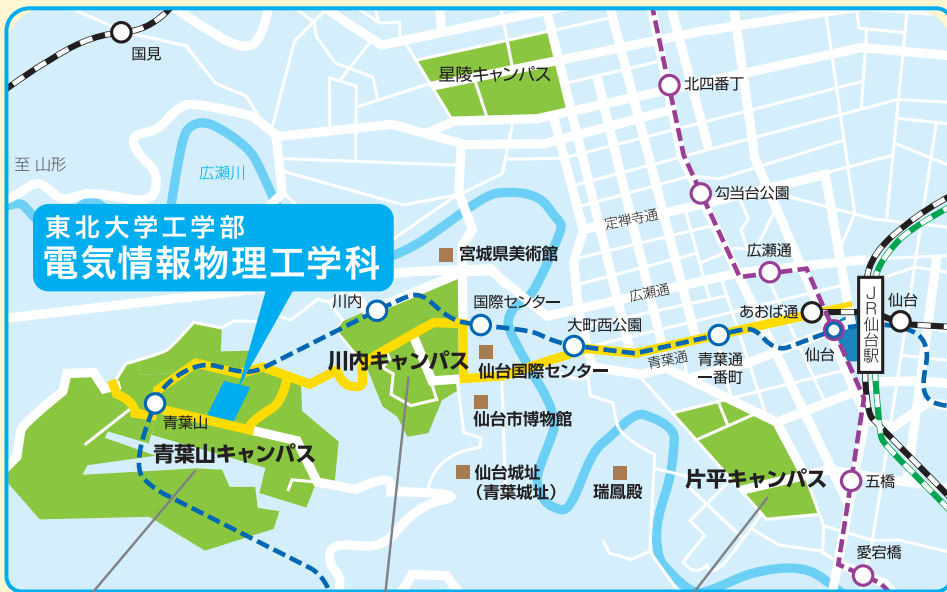 国見
星陵キャンパス
北四番丁
至 山形
広瀬川
勾当台公園
東北大学工学部
電気情報物理工学科
定禅寺通
宮城県美術館
広瀬通
広瀬通
川内
国際センター
あおば通
JR仙台駅
仙台
大町西公園
仙台
川内キャンパス
仙台国際センター
青葉通
青葉通
一番町
青葉山
仙台市博物館
青葉山キャンパス
仙台城址
（青葉城址）
瑞鳳殿
片平キャンパス
五橋
愛宕橋